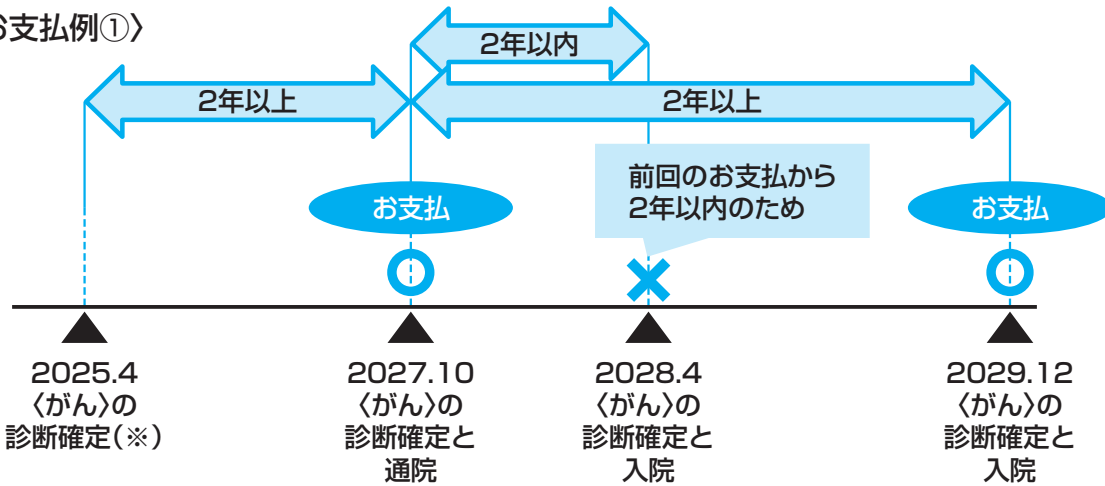 お支払例①〉
2年以内
2年以上
2年以上
前回のお支払から
2年以内のため
お支払
お支払
2025.4
〈がん〉の
診断確定(※)
2027.10
〈がん〉の
診断確定と
通院
2028.4
〈がん〉の
診断確定と
入院
2029.12
〈がん〉の
診断確定と
入院